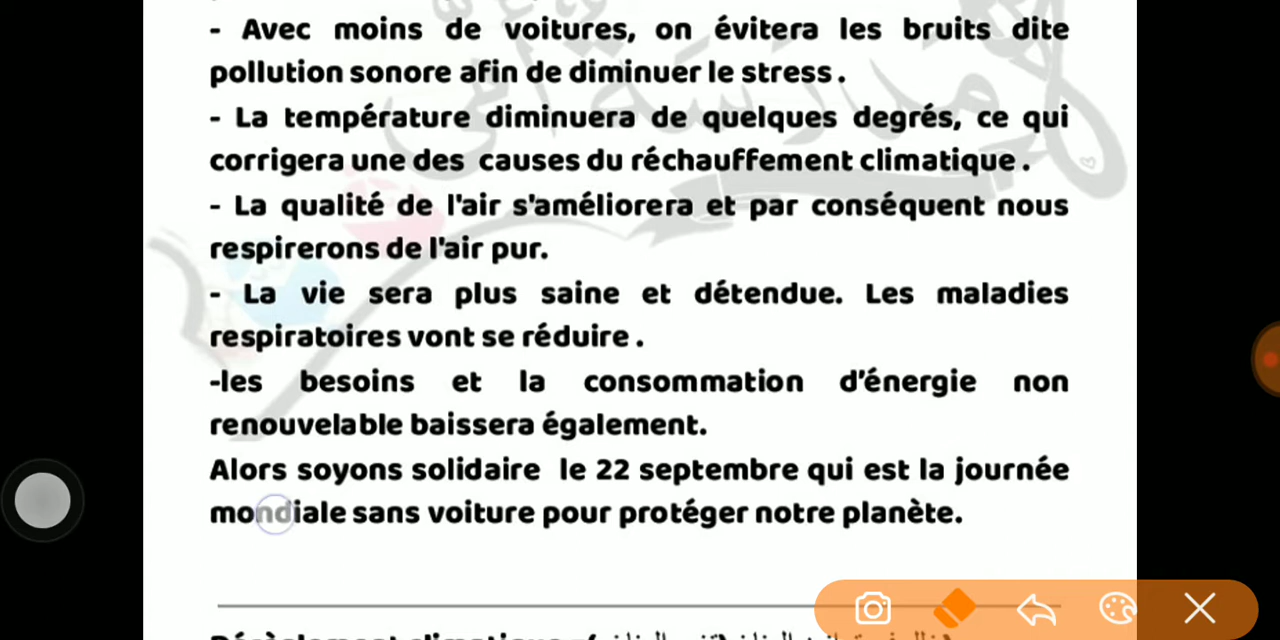 - Avec moins de voitures, on évitera les bruits dite
pollution sonore afin de diminuer le stress .
- La température diminuera de quelques degrés, ce qui
corrigera une des causes du réchauffement climatique .
- La qualité de l'air s'améliorera et par conséquent nous
respirerons de l'air pur.
- La vie sera plus saine et détendue. Les maladies
respiratoires vont se réduire .
-les besoins et la consommation d'énergie non
renouvelable baissera également.
Alors soyons solidaire le 22 septembre qui est la journée
mondiale sans voiture pour protéger notre planète.